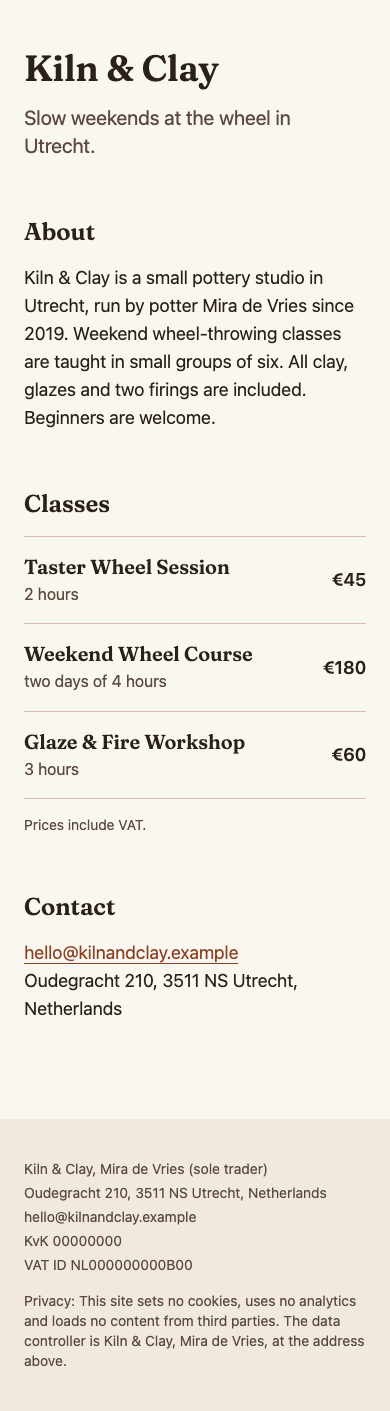 Kiln & Clay
Slow weekends at the wheel in
Utrecht.
About
Kiln & Clay is a small pottery studio in
Utrecht, run by potter Mira de Vries since
2019. Weekend wheel-throwing classes
are taught in small groups of six. All clay,
glazes and two firings are included.
Beginners are welcome.
Classes
Taster Wheel Session
2 hours
€45
Weekend Wheel Course
two days of 4 hours
€180
Glaze & Fire Workshop
3 hours
€60
Prices include VAT.
Contact
hello@kilnandclay.example
Oudegracht 210, 3511 NS Utrecht,
Netherlands
Kiln & Clay, Mira de Vries (sole trader)
Oudegracht 210, 3511 NS Utrecht, Netherlands
hello@kilnandclay.example
KvK 00000000
VAT ID NL000000000B00
Privacy: This site sets no cookies, uses no analytics
and loads no content from third parties. The data
controller is Kiln & Clay, Mira de Vries, at the address
above.